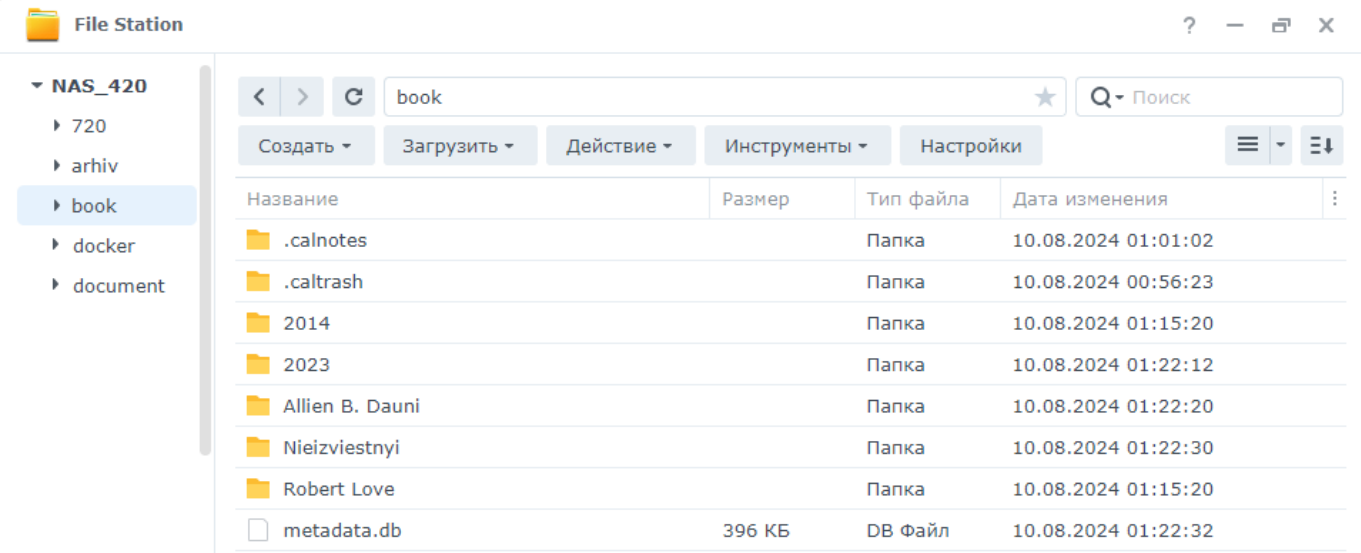 File Station
?
NAS_420
720
arhiv
book
docker
document
book
Поиск
Создать Загрузить Действие Инструменты Настройки
Название Размер Тип файла Дата изменения
.calnotes Папка 10.08.2024 01:01:02
.caltrash Папка 10.08.2024 00:56:23
2014 Папка 10.08.2024 01:15:20
2023 Папка 10.08.2024 01:22:12
Allien B. Dauni Папка 10.08.2024 01:22:20
Nieizviestnyi Папка 10.08.2024 01:22:30
Robert Love Папка 10.08.2024 01:15:20
metadata.db 396 КБ DB Файл 10.08.2024 01:22:32